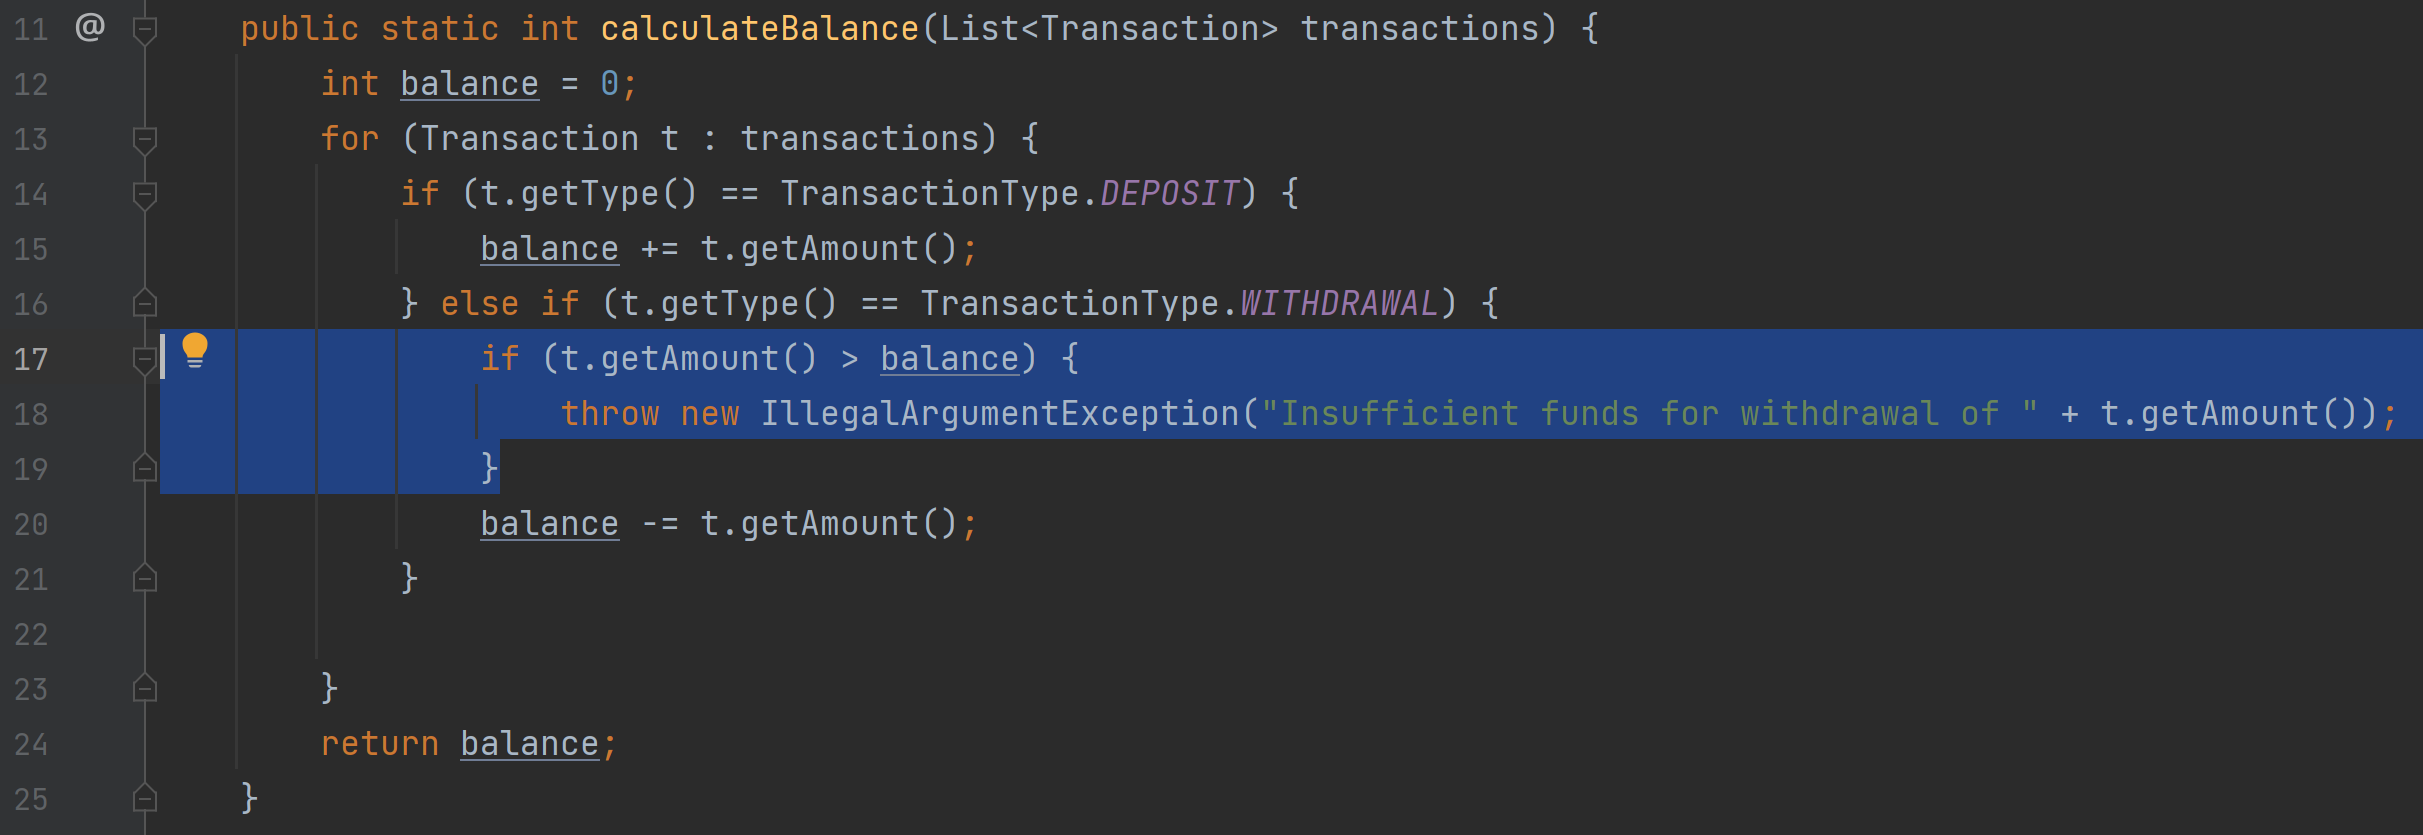 11 @ public static int calculateBalance(List<Transaction> transactions) {
12 int balance = 0;
13 for (Transaction t : transactions) {
14 if (t.getType() == TransactionType.DEPOSIT) {
15 balance += t.getAmount();
16 } else if (t.getType() == TransactionType.WITHDRAWAL) {
17 if (t.getAmount() > balance) {
18 throw new IllegalArgumentException("Insufficient funds for withdrawal of " + t.getAmount());
19 }
20 balance -= t.getAmount();
21 }
22
23 }
24 return balance;
25 }